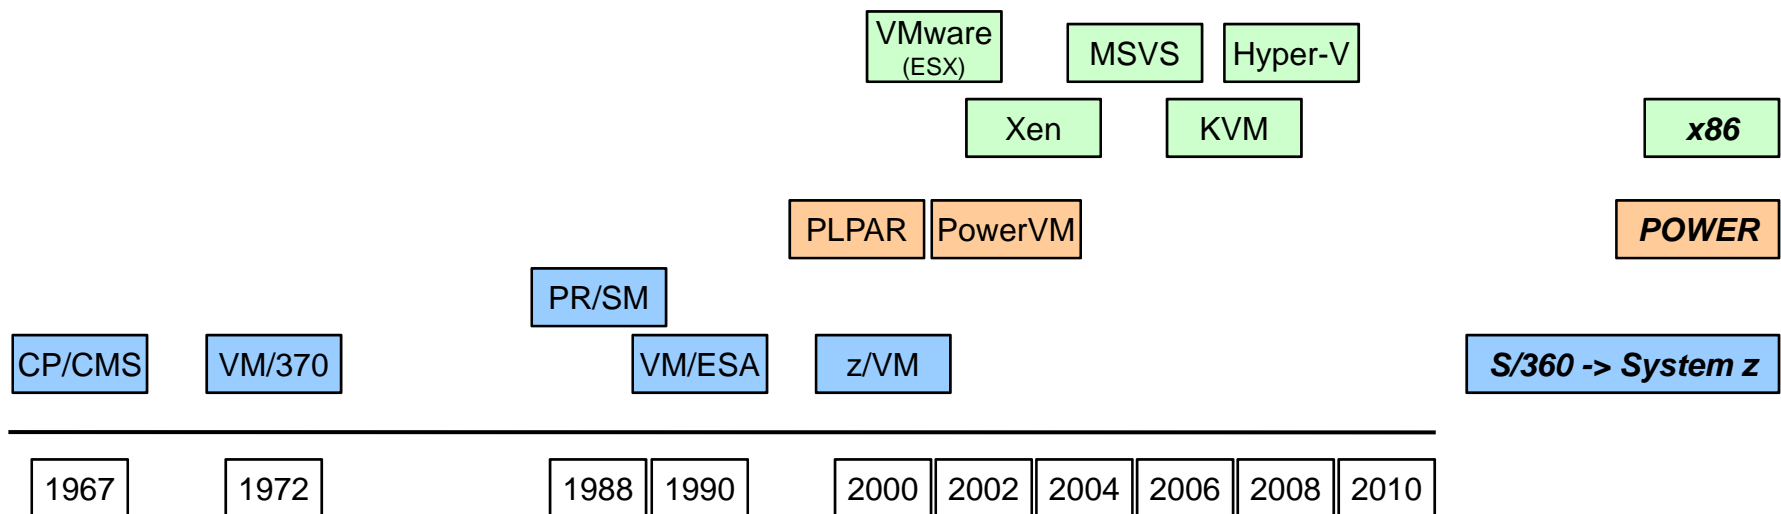 VMware
(ESX)
MSVS
Hyper-V
Xen
KVM
x86
PLPAR
PowerVM
POWER
PR/SM
CP/CMS
VM/370
VM/ESA
z/VM
S/360 -> System z
1967
1972
1988
1990
2000
2002
2004
2006
2008
2010